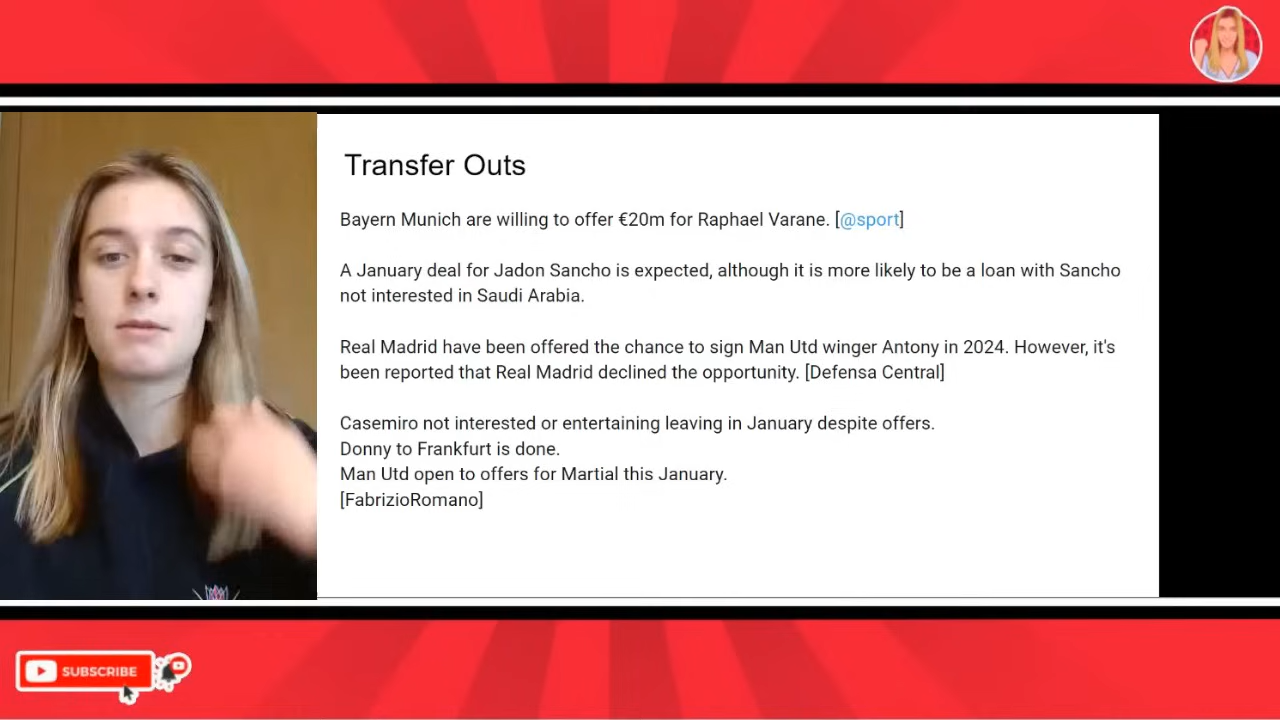 Transfer Outs
Bayern Munich are willing to offer €20m for Raphael Varane. [@sport]
A January deal for Jadon Sancho is expected, although it is more likely to be a loan with Sancho
not interested in Saudi Arabia.
Real Madrid have been offered the chance to sign Man Utd winger Antony in 2024. However, it's
been reported that Real Madrid declined the opportunity. [Defensa Central]
Casemiro not interested or entertaining leaving in January despite offers.
Donny to Frankfurt is done.
Man Utd open to offers for Martial this January.
[FabrizioRomano]
SUBSCRIBE